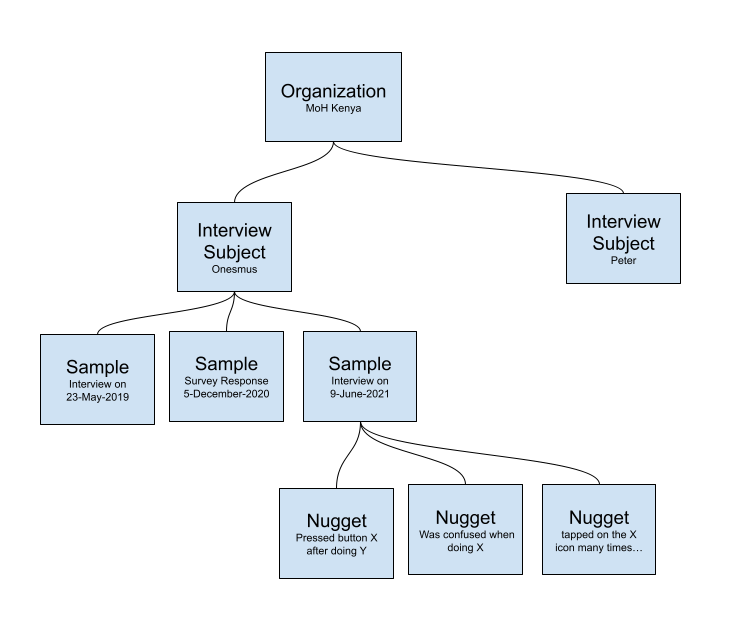 Organization
MoH Kenya
Interview
Subject
Onesmus
Interview
Subject
Peter
Sample
Interview on
23-May-2019
Sample
Survey Response
5-December-2020
Sample
Interview on
9-June-2021
Nugget
Pressed button X
after doing Y
Nugget
Was confused when
doing X
Nugget
tapped on the X
icon many times…